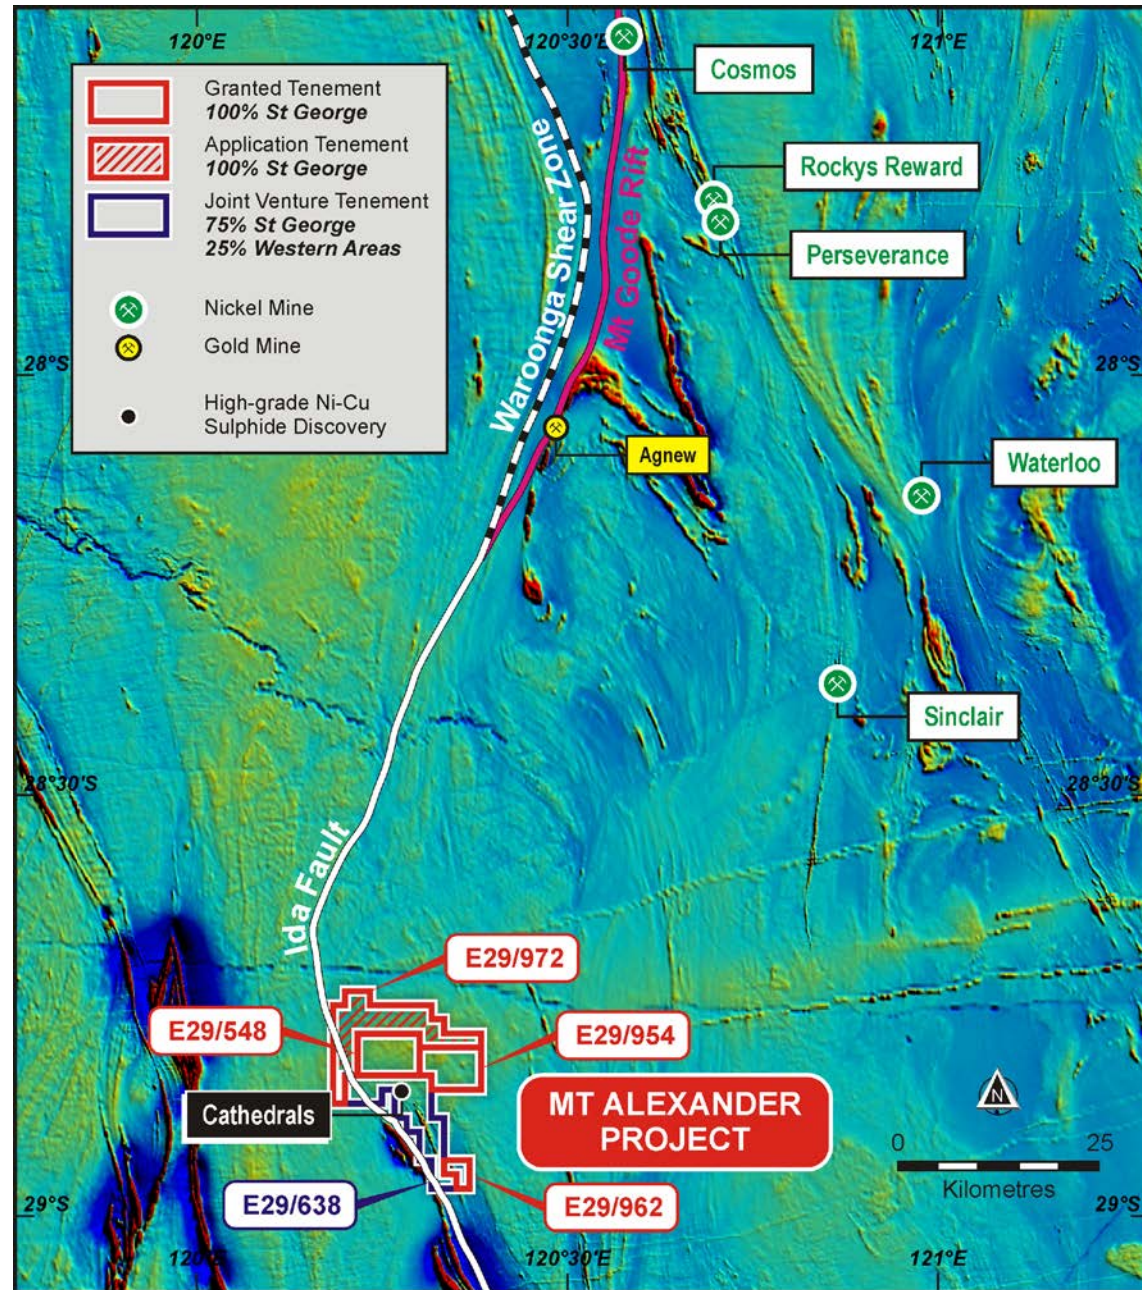 120°E
120°30'E
121°E
Granted Tenement
100% St George
Application Tenement
100% St George
Joint Venture Tenement
75% St George
25% Western Areas
Nickel Mine
Gold Mine
High-grade Ni-Cu
Sulphide Discovery
Cosmos
Rockys Reward
Perseverance
Waroonga Shear Zone
Mt Goode Rift
28°S
28°S
Agnew
Waterloo
Sinclair
28°30'S
28°30'S
Ida Fault
E29/972
E29/548
E29/954
Cathedrals
MT ALEXANDER
PROJECT
N
0
25
Kilometres
E29/638
E29/962
29°S
29°S
120°E
120°30'E
121°E